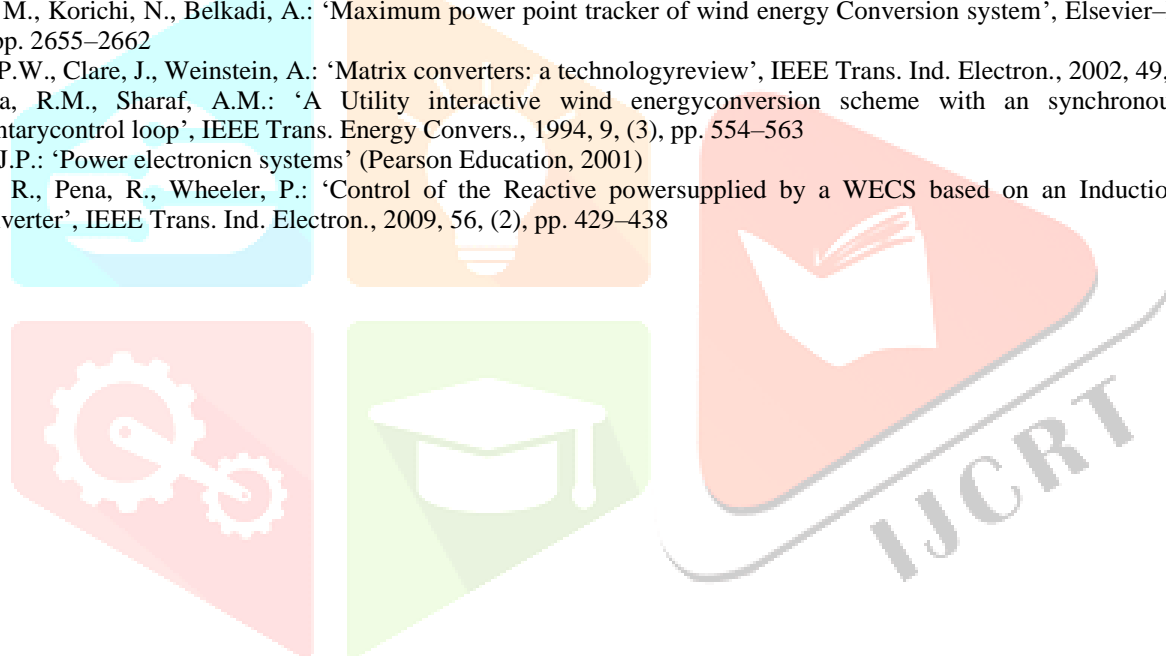 M., Korichi, N., Belkadi, A.: ‘Maximum power point tracker of wind energy Conversion system’, Elsevier–
pp. 2655–2662
P.W., Clare, J., Weinstein, A.: ‘Matrix converters: a technologyreview’, IEEE Trans. Ind. Electron., 2002, 49,
a, R.M., Sharaf, A.M.: ‘A Utility interactive wind energyconversion scheme with an synchronou
ntarycontrol loop’, IEEE Trans. Energy Convers., 1994, 9, (3), pp. 554–563
J.P.: ‘Power electronicn systems’ (Pearson Education, 2001)
R., Pena, R., Wheeler, P.: ‘Control of the Reactive powersupplied by a WECS based on an Inductio
verter’, IEEE Trans. Ind. Electron., 2009, 56, (2), pp. 429–438
IJCRT